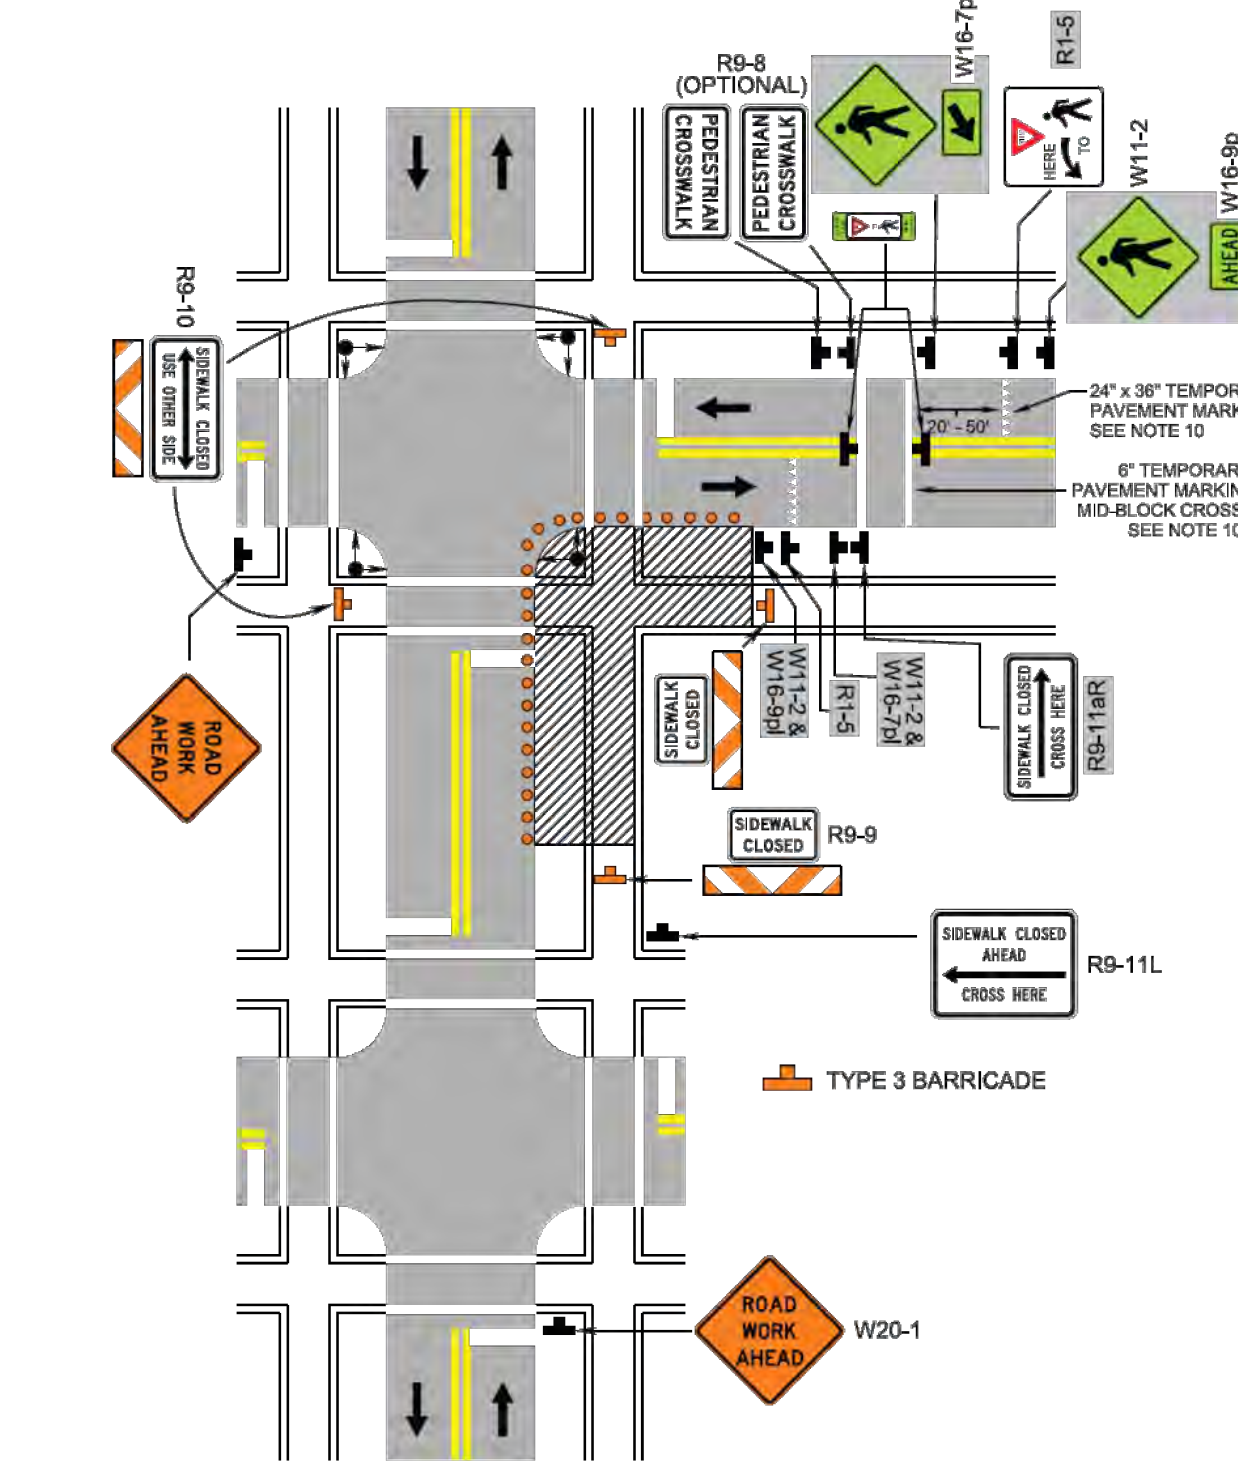 R9-8
(OPTIONAL)
W16-7p
R1-5
PEDESTRIAN
CROSSWALK
PEDESTRIAN
CROSSWALK
HERE
TO
W11-2
W16-9p
AHEAD
R9-10
SIDEWALK CLOSED
USE OTHER SIDE
20' - 50'
24" x 36" TEMPOR
PAVEMENT MARK
SEE NOTE 10
6" TEMPORAR
PAVEMENT MARKIN
MID-BLOCK CROSS
SEE NOTE 10
ROAD
WORK
AHEAD
SIDEWALK
CLOSED
W11-2 &
W16-9pl
R1-5
W11-2 &
W16-7pl
SIDEWALK CLOSED
CROSS HERE
R9-11aR
SIDEWALK
CLOSED
R9-9
SIDEWALK CLOSED
AHEAD
CROSS HERE
R9-11L
TYPE 3 BARRICADE
ROAD
WORK
AHEAD
W20-1